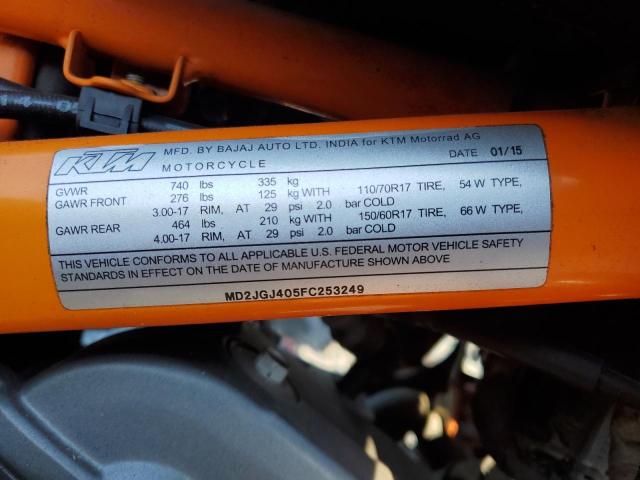 KTM MFD. BY BAJAJ AUTO LTD. INDIA for KTM Motorrad AG
MOTORCYCLE DATE 01/15
GVWR 740 lbs 335 kg
GAWR FRONT 276 lbs 125 kg WITH 110/70R17 TIRE, 54 W TYPE,
3.00-17 RIM, AT 29 psi 2.0 bar COLD
GAWR REAR 464 lbs 210 kg WITH 150/60R17 TIRE, 66 W TYPE,
4.00-17 RIM, AT 29 psi 2.0 bar COLD
THIS VEHICLE CONFORMS TO ALL APPLICABLE U.S. FEDERAL MOTOR VEHICLE SAFETY
STANDARDS IN EFFECT ON THE DATE OF MANUFACTURE SHOWN ABOVE
MD2JGJ405FC253249